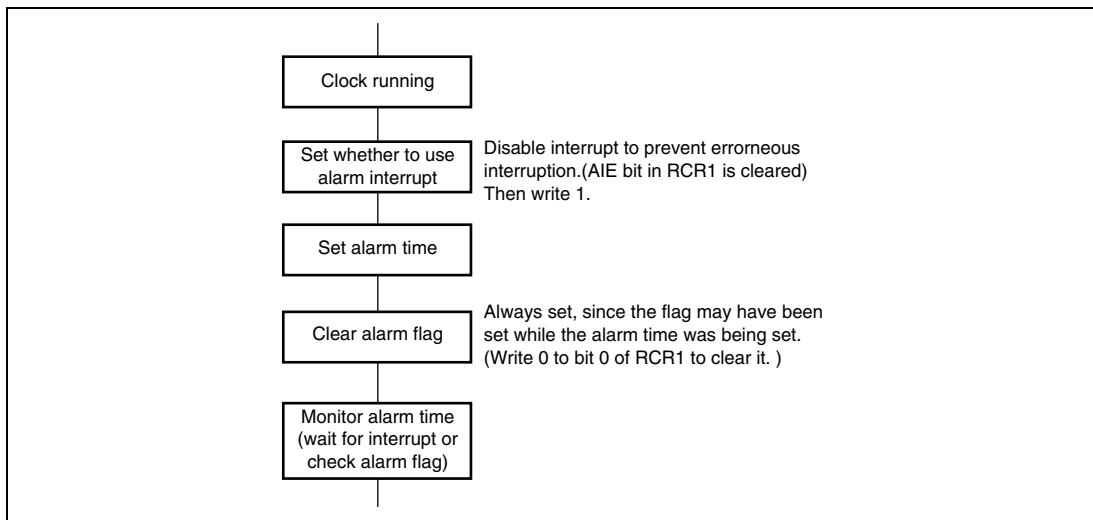 Clock running
Set whether to use
alarm interrupt
Disable interrupt to prevent errorneous
interruption.(AIE bit in RCR1 is cleared)
Then write 1.
Set alarm time
Clear alarm flag
Always set, since the flag may have been
set while the alarm time was being set.
(Write 0 to bit 0 of RCR1 to clear it. )
Monitor alarm time
(wait for interrupt or
check alarm flag)